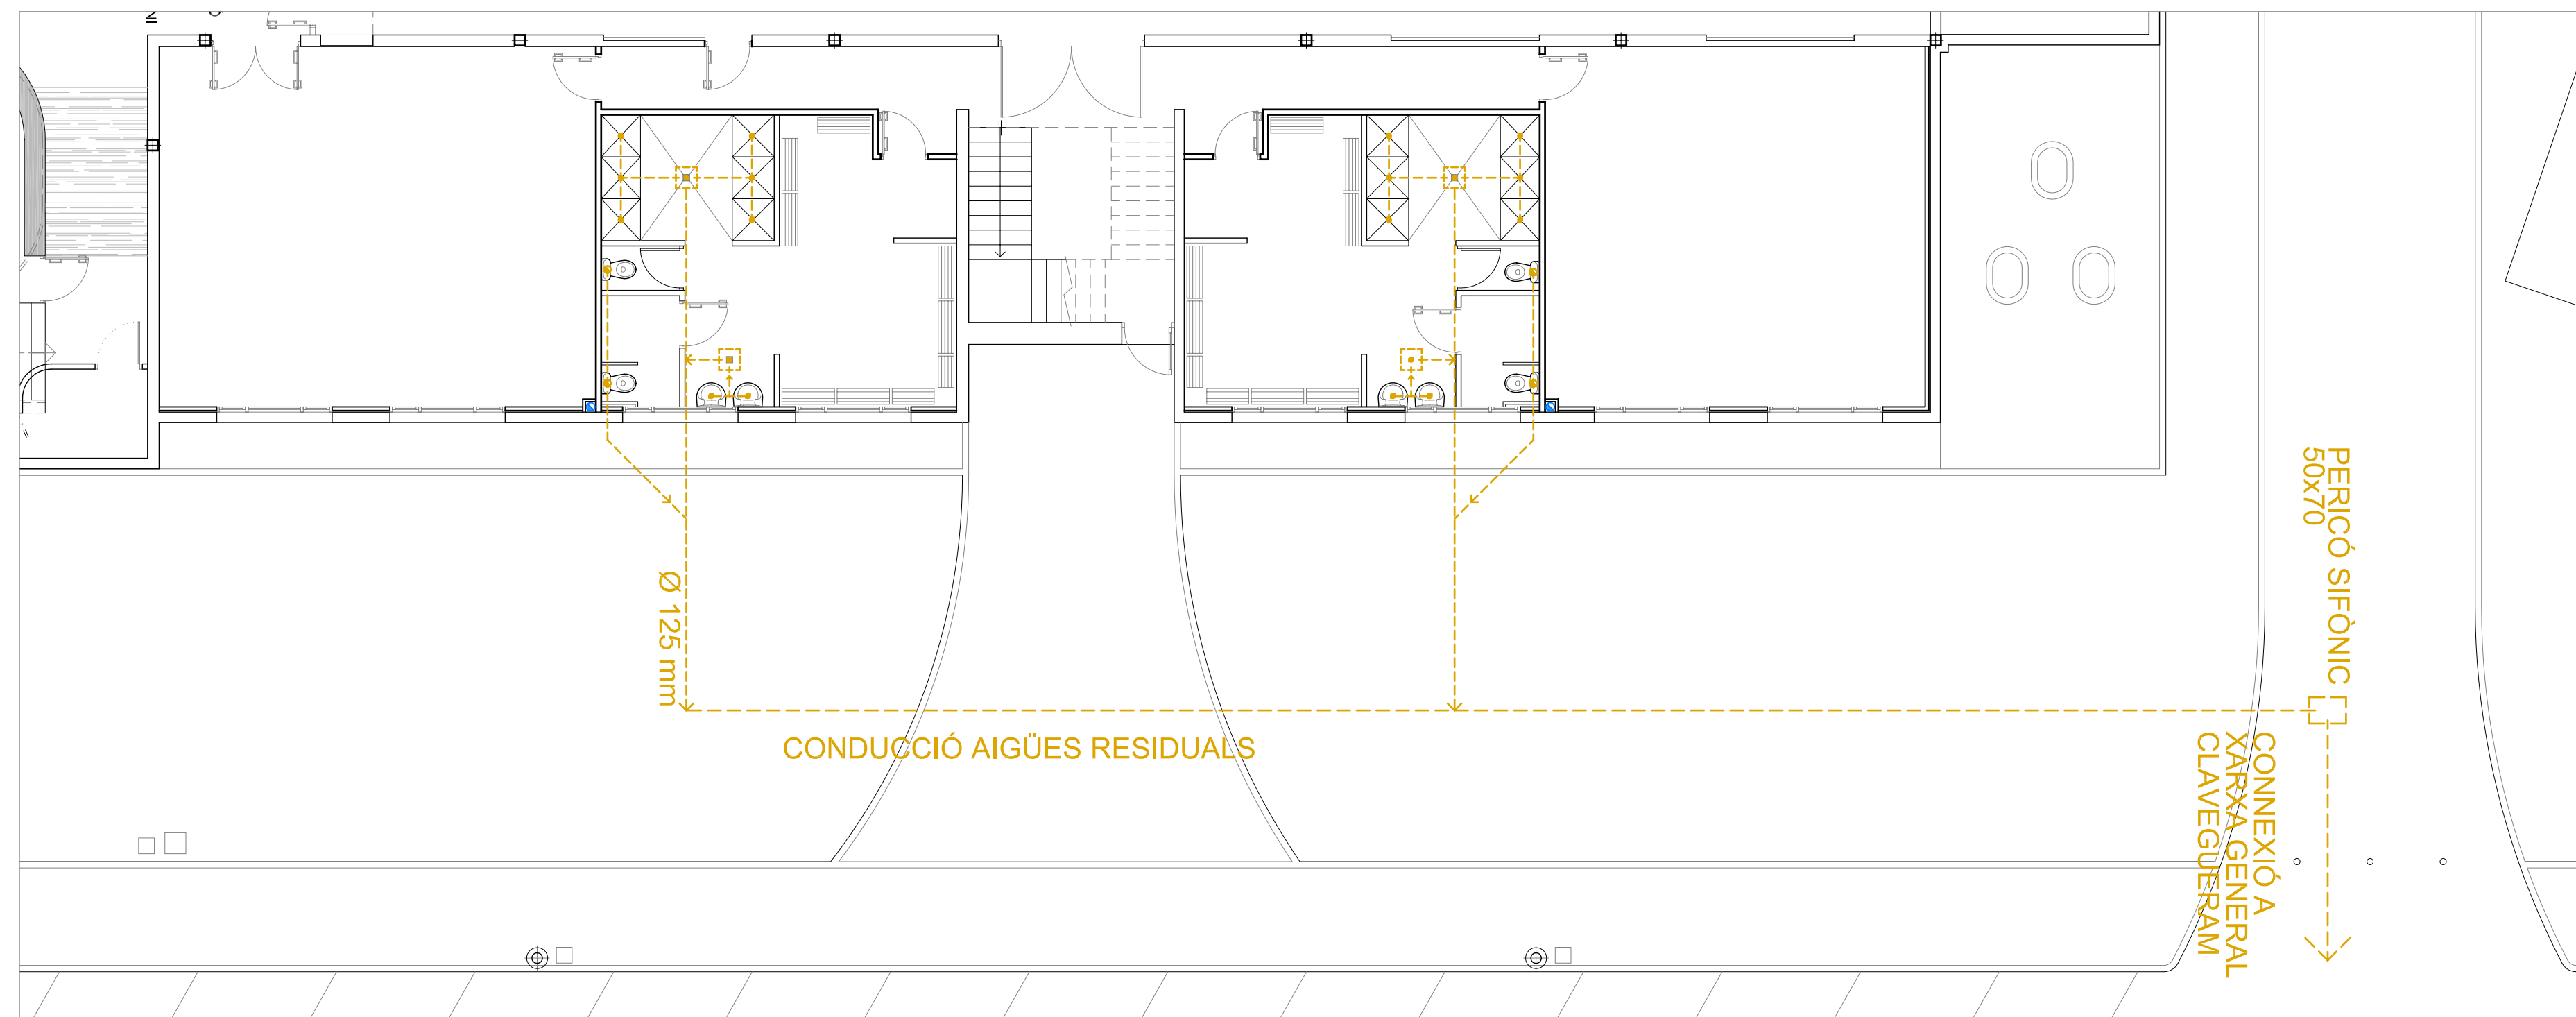 Ø 125 mm
CONDUCCIÓ AIGÜES RESIDUALS
PERICÓ SIFÒNIC
50x70
CONNEXIÓ A
XARXA GENERAL
CLAVEGUERAM